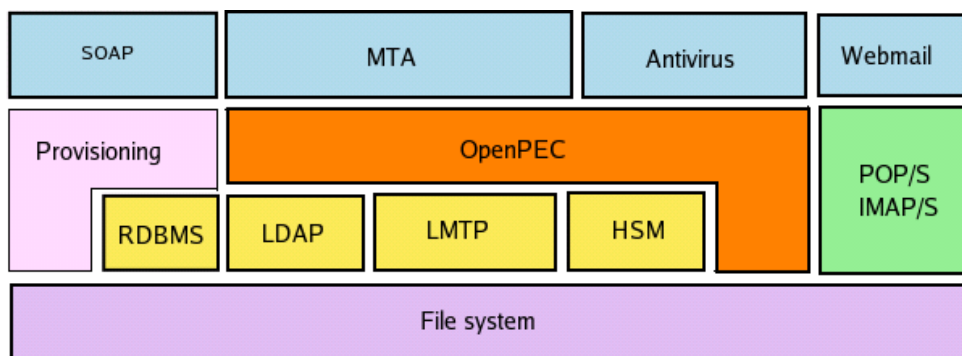 SOAP
MTA
Antivirus
Webmail
Provisioning
OpenPEC
POP/S
IMAP/S
RDBMS
LDAP
LMTP
HSM
File system